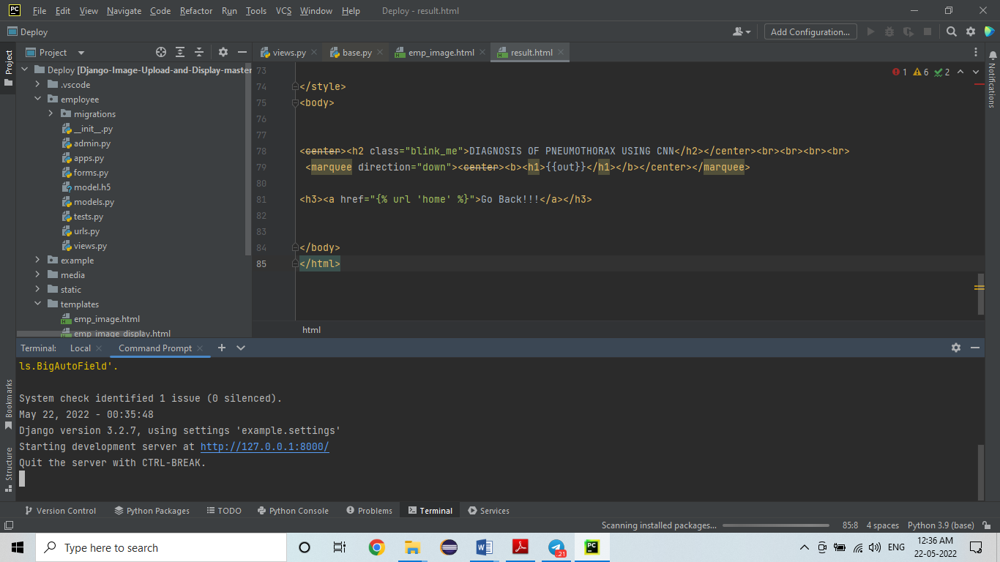 File Edit View Navigate Code Refactor Run Tools VCS Window Help Deploy - result.html
Deploy
Add Configuration...
Project
Project
views.py
base.py
emp_image.html
result.html
Notifications
Deploy [Django-Image-Upload-and-Display-master
.vscode
employee
migrations
__init__.py
admin.py
apps.py
forms.py
model.h5
models.py
tests.py
urls.py
views.py
example
media
static
templates
emp_image.html
emp_image_display.html
1 6 2
73
74 </style>
75 <body>
76
77
78 <center><h2 class="blink_me">DIAGNOSIS OF PNEUMOTHORAX USING CNN</h2></center><br><br><br><br>
79 <marquee direction="down"><center><b><h1>{{out}}</h1></b></center></marquee>
80
81 <h3><a href="{% url 'home' %}">Go Back!!!</a></h3>
82
83
84 </body>
85 </html>
html
Terminal: Local Command Prompt
ls.BigAutoField'.
System check identified 1 issue (0 silenced).
May 22, 2022 - 00:35:48
Django version 3.2.7, using settings 'example.settings'
Starting development server at http://127.0.0.1:8000/
Quit the server with CTRL-BREAK.
Bookmarks
Structure
Version Control Python Packages TODO Python Console Problems Terminal Services
Scanning installed packages... 85:8 4 spaces Python 3.9 (base)
Type here to search
21
PC
ENG
12:36 AM
22-05-2022